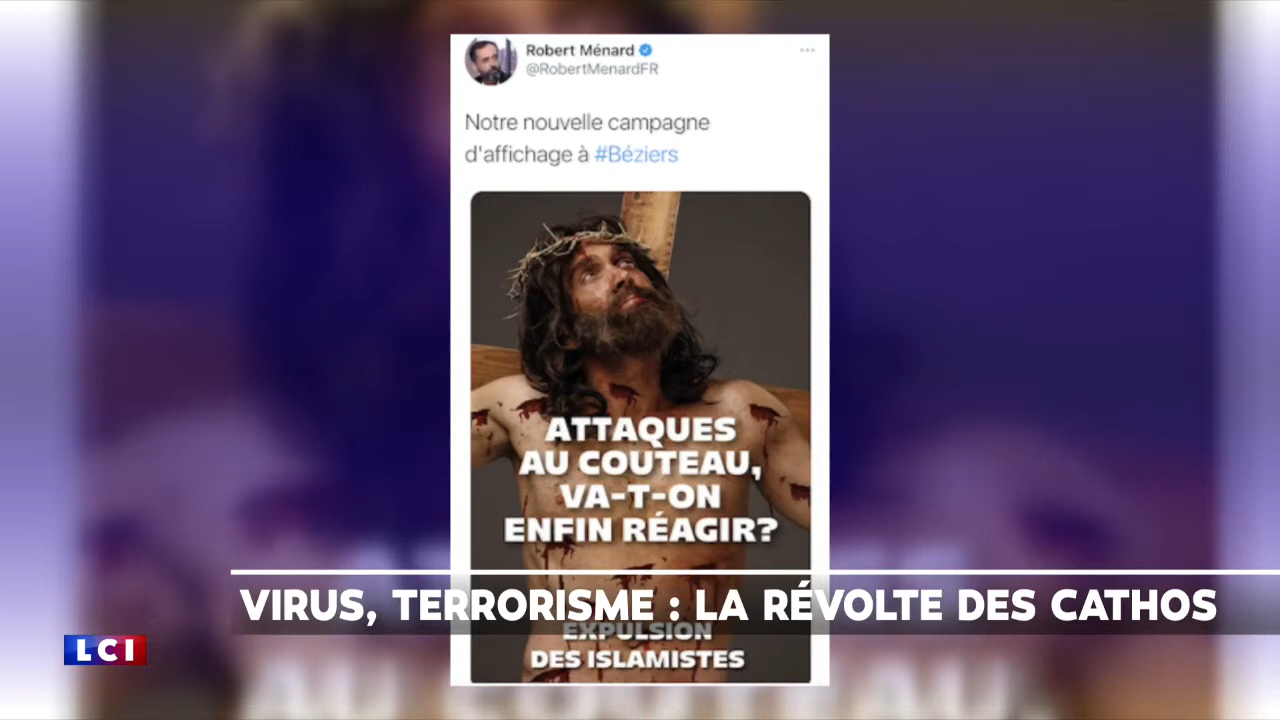 Robert Ménard
@RobertMenardFR
Notre nouvelle campagne
d'affichage à #Béziers
ATTAQUES
AU COUTEAU,
VA-T-ON
ENFIN RÉAGIR?
VIRUS, TERRORISME : LA RÉVOLTE DES CATHOS
EXPULSION
DES ISLAMISTES
LCI